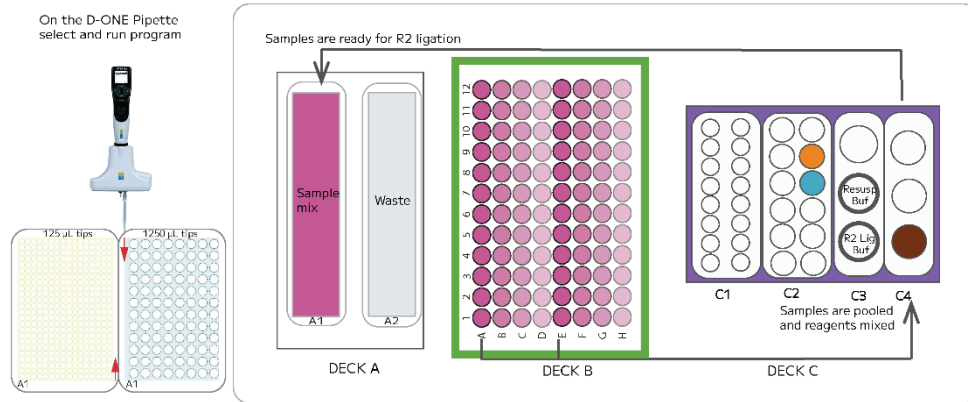 On the D-ONE Pipette
select and run program
125 µL tips
1250 µL tips
A1
A1
Samples are ready for R2 ligation
Sample
mix
Waste
A1
A2
DECK A
12
11
10
9
8
7
6
5
4
3
2
1
A
B
C
D
E
F
G
H
DECK B
Resusp
Buf
R2 Lig
Buf
C1
C2
C3
C4
Samples are pooled
and reagents mixed
DECK C